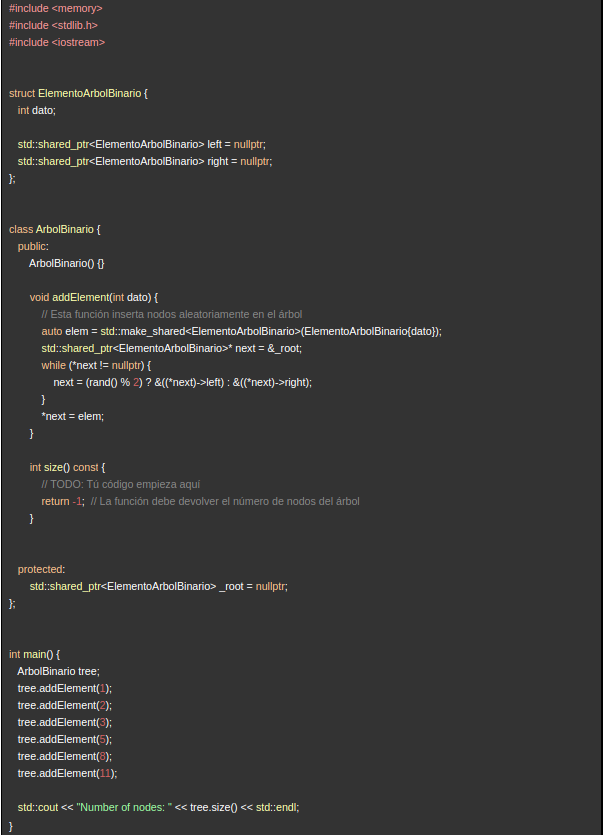 #include <memory>
#include <stdlib.h>
#include <iostream>
struct ElementoArbolBinario {
int dato;
std::shared_ptr<ElementoArbolBinario> left = nullptr;
std::shared_ptr<ElementoArbolBinario> right = nullptr;
};
class ArbolBinario {
public:
ArbolBinario() {}
void addElement(int dato) {
// Esta función inserta nodos aleatoriamente en el árbol
auto elem = std::make_shared<ElementoArbolBinario>(ElementoArbolBinario{dato});
std::shared_ptr<ElementoArbolBinario>* next = &_root;
while (*next != nullptr) {
next = (rand() % 2) ? &((*next)->left) : &((*next)->right);
}
*next = elem;
}
int size() const {
// TODO: Tú código empieza aquí
return -1; // La función debe devolver el número de nodos del árbol
}
protected:
std::shared_ptr<ElementoArbolBinario> _root = nullptr;
};
int main() {
ArbolBinario tree;
tree.addElement(1);
tree.addElement(2);
tree.addElement(3);
tree.addElement(5);
tree.addElement(8);
tree.addElement(11);
std::cout << "Number of nodes: " << tree.size() << std::endl;
}